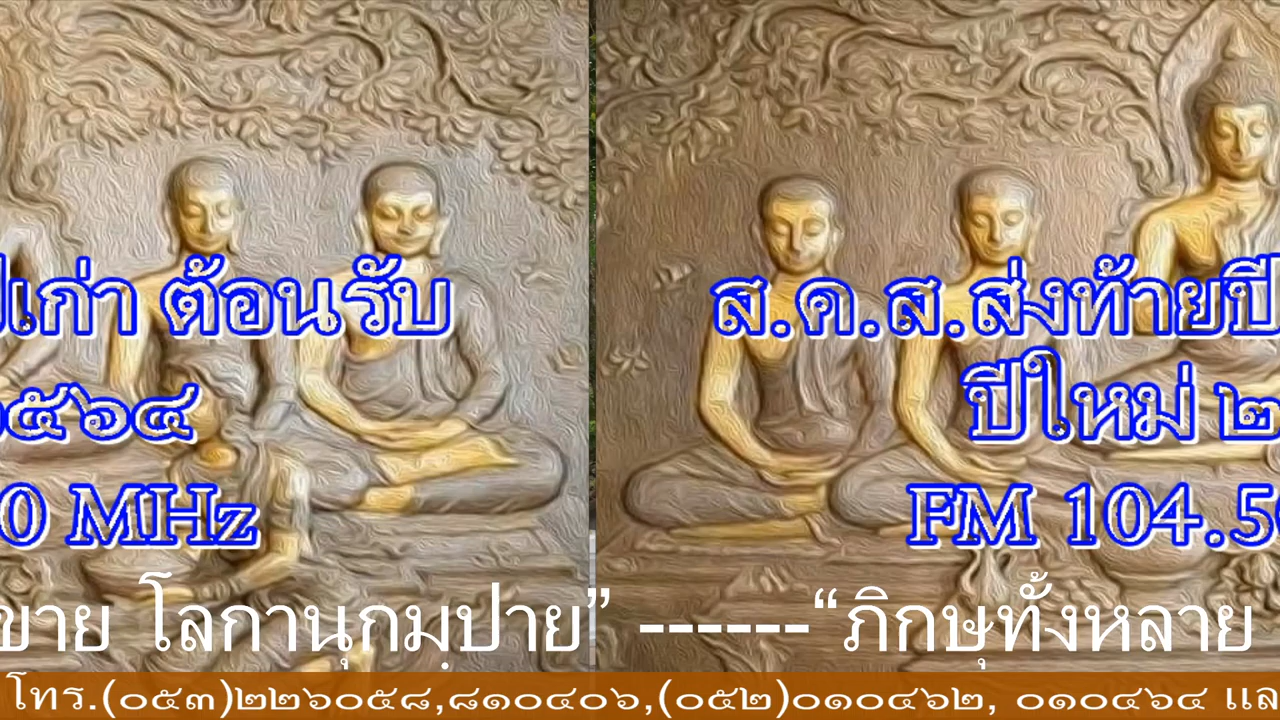 ปีเก่า ต้อนรับ ส.ค.ส.ส่งท้ายปี
๕๖๔ ปีใหม่ ๒
0 MHz FM 104.5
ขาย โลกานุกมฺปาย” ------“ภิกษุทั้งหลาย
โทร.(๐๕๓)๒๒๖๐๕๘,๘๑๐๔๐๖,(๐๕๒)๐๑๐๔๖๒, ๐๑๐๔๖๔ แล